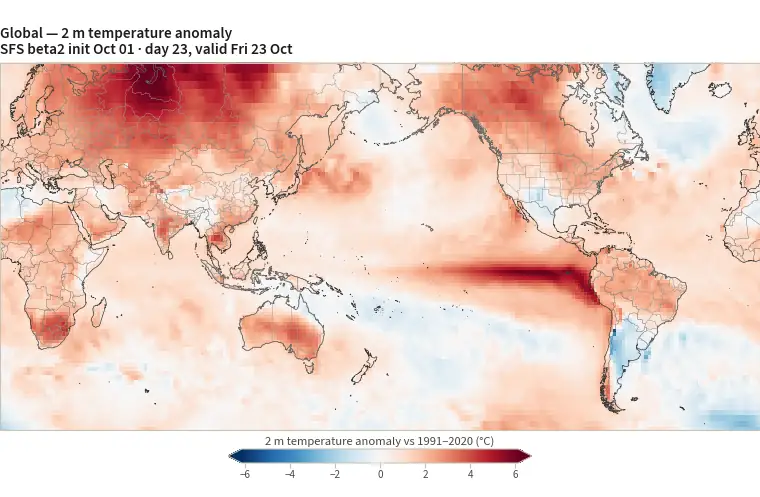 Global — 2 m temperature anomaly
SFS beta2 init Oct 01 · day 23, valid Fri 23 Oct
2 m temperature anomaly vs 1991–2020 (°C)
−6 −4 −2 0 2 4 6